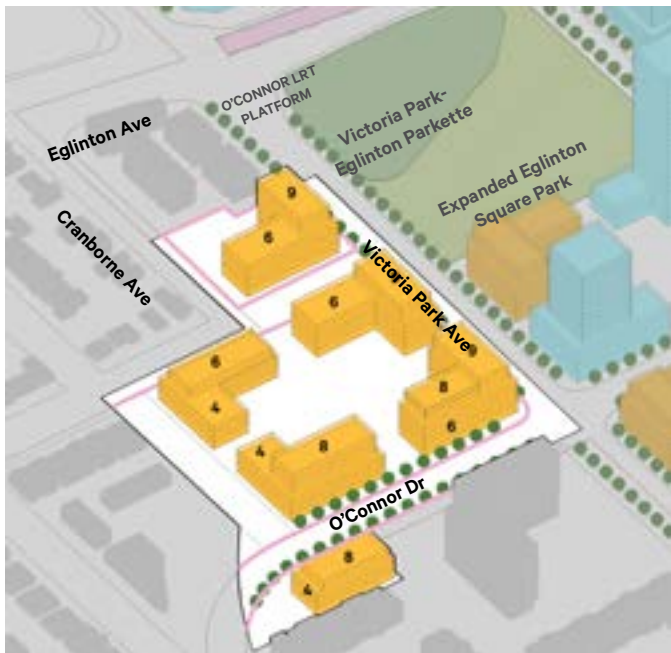 O'CONNOR LRT
PLATFORM
Eglinton Ave
Victoria Park-
Eglinton Parkette
Expanded Eglinton
Square Park
Cranborne Ave
Victoria Park Ave
9
6
6
6
4
8
6
4
8
O'Connor Dr
8
4